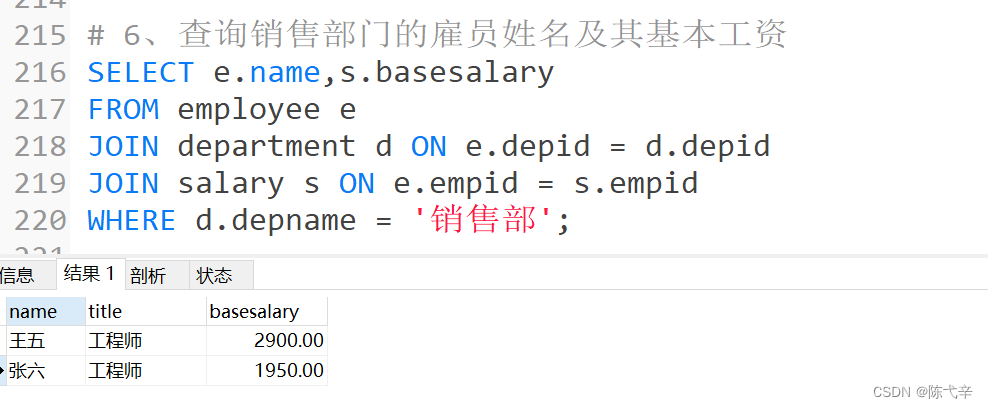 214
215 # 6、查询销售部门的雇员姓名及其基本工资
216 SELECT e.name,s.basesalary
217 FROM employee e
218 JOIN department d ON e.depid = d.depid
219 JOIN salary s ON e.empid = s.empid
220 WHERE d.depname = '销售部';
221
信息 结果 1 剖析 状态
name title basesalary
王五 工程师 2900.00
张六 工程师 1950.00
CSDN @陈弋辛